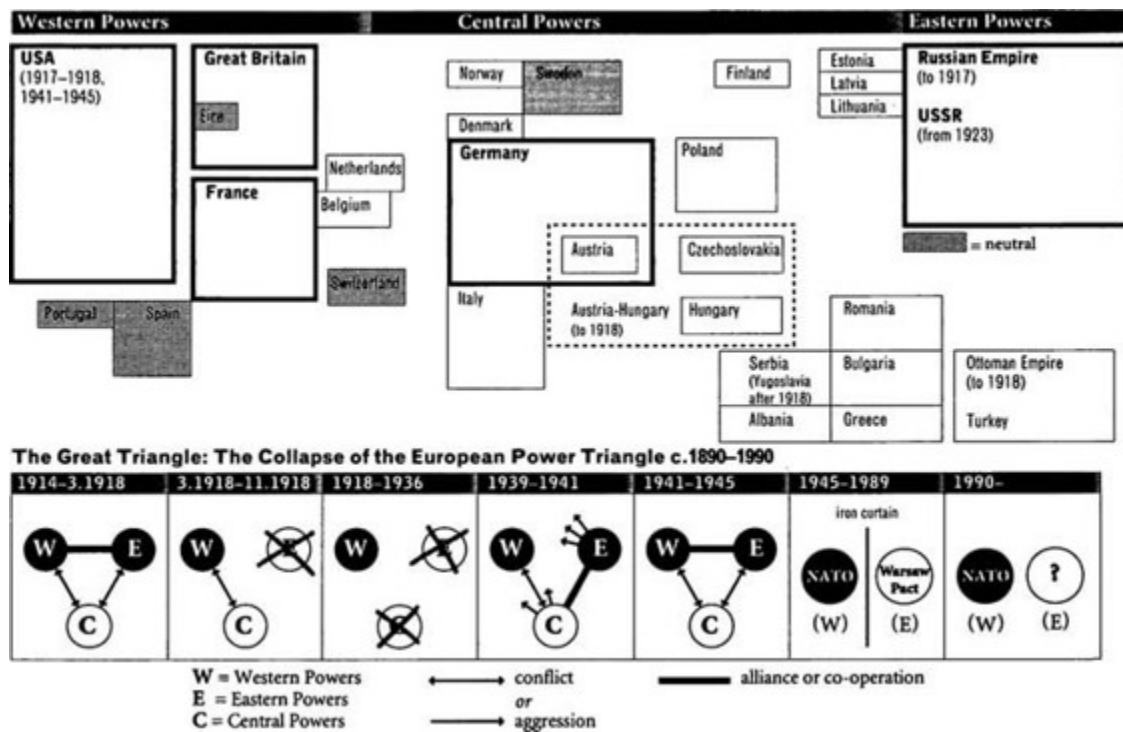 Western Powers
Central Powers
Eastern Powers
USA
(1917–1918,
1941–1945)
Great Britain
Eire
France
Netherlands
Belgium
Switzerland
Portugal
Spain
Norway
Sweden
Denmark
Germany
Finland
Poland
Austria
Czechoslovakia
Italy
Austria-Hungary
(to 1918)
Hungary
Estonia
Latvia
Lithuania
Russian Empire
(to 1917)
USSR
(from 1923)
= neutral
Romania
Serbia
(Yugoslavia
after 1918)
Bulgaria
Albania
Greece
Ottoman Empire
(to 1918)
Turkey
The Great Triangle: The Collapse of the European Power Triangle c.1890–1990
1914–3.1918
3.1918–11.1918
1918–1936
1939–1941
1941–1945
1945–1989
1990–
W
E
C
W
E
C
W
E
C
W
E
C
W
E
C
iron curtain
NATO
Warsaw
Pact
(W)
(E)
NATO
?
(W)
(E)
W = Western Powers
E = Eastern Powers
C = Central Powers
conflict
or
aggression
alliance or co-operation